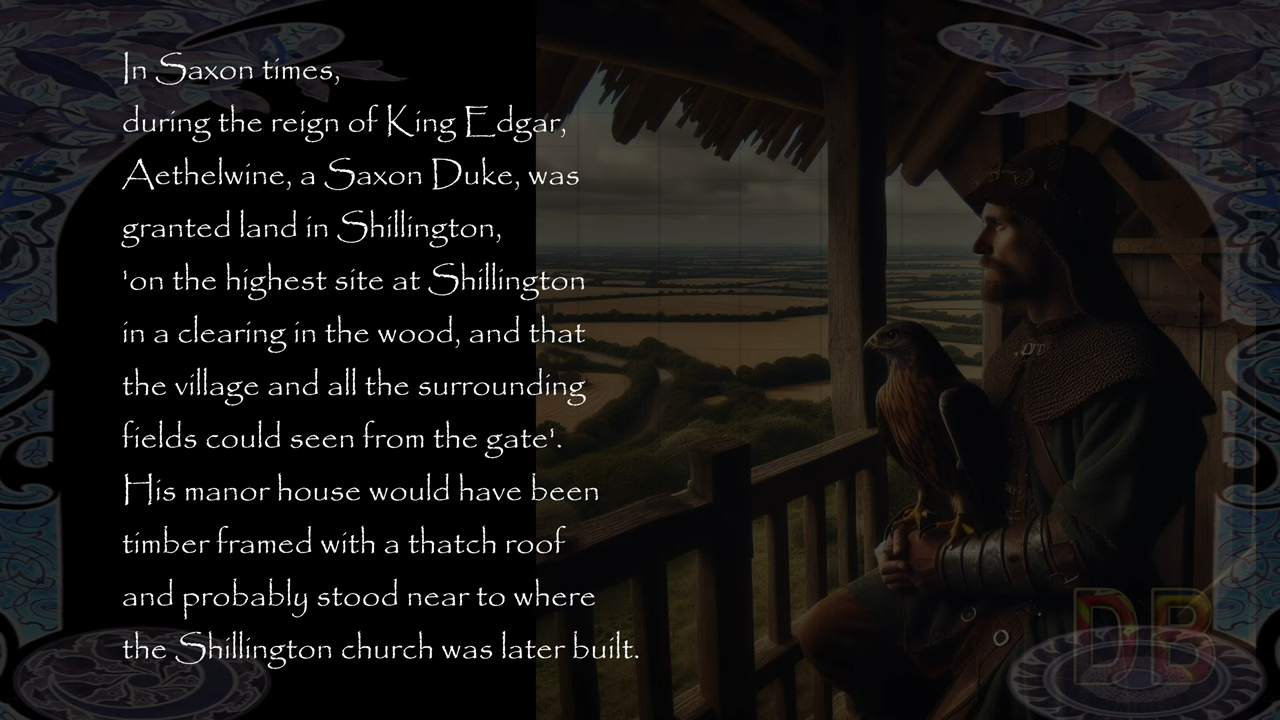 In Saxon times,
during the reign of King Edgar,
Aethelwine, a Saxon Duke, was
granted land in Shillington,
'on the highest site at Shillington
in a clearing in the wood, and that
the village and all the surrounding
fields could seen from the gate'.
His manor house would have been
timber framed with a thatch roof
and probably stood near to where
the Shillington church was later built.
DB